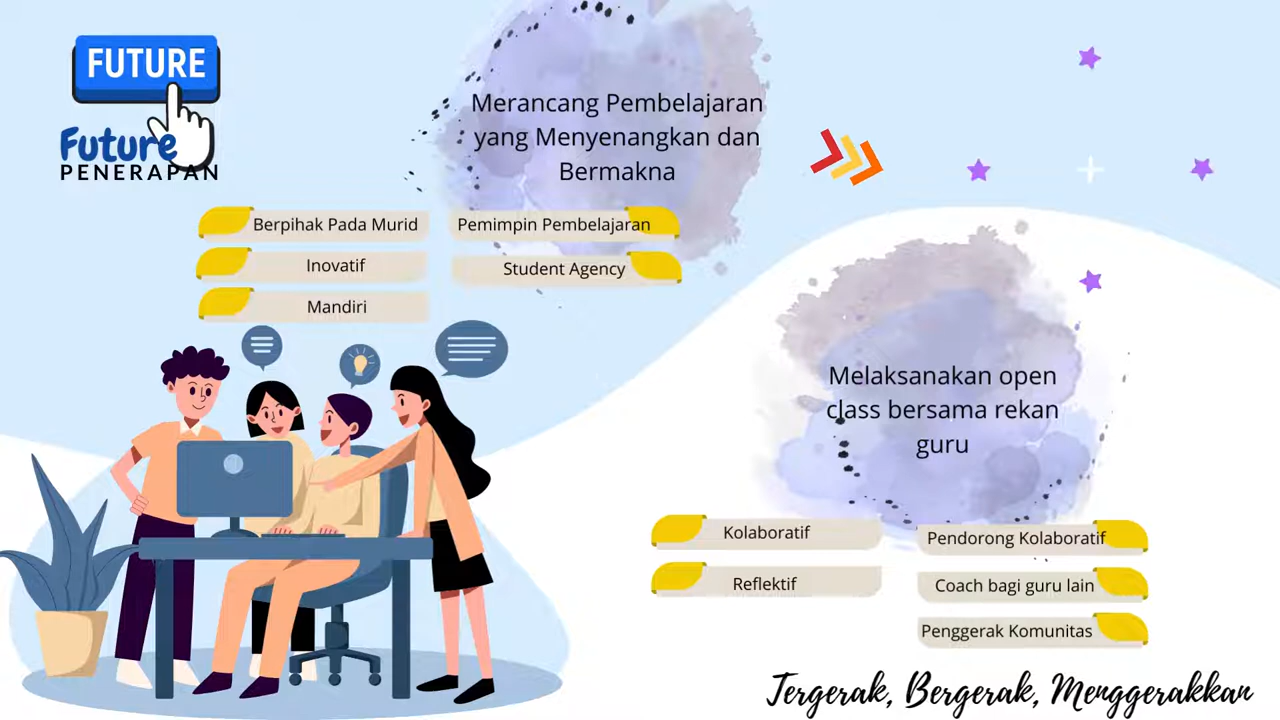 FUTURE
Future
PENERAPAN
Merancang Pembelajaran
yang Menyenangkan dan
Bermakna
Berpihak Pada Murid
Pemimpin Pembelajaran
Inovatif
Student Agency
Mandiri
Melaksanakan open
class bersama rekan
guru
Kolaboratif
Pendorong Kolaboratif
Reflektif
Coach bagi guru lain
Penggerak Komunitas
Tergerak, Bergerak, Menggerakkan